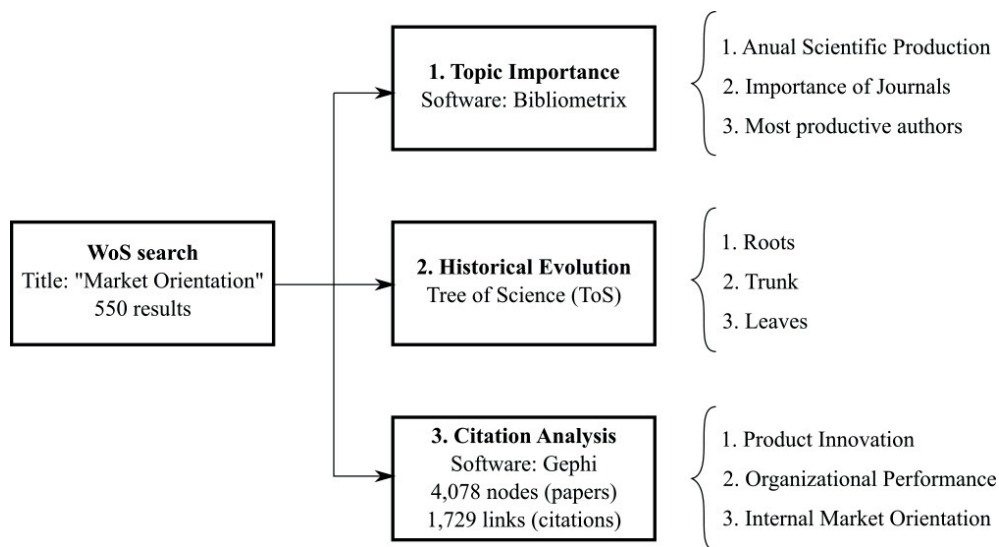 WoS search
Title: "Market Orientation"
550 results
1. Topic Importance
Software: Bibliometrix
1. Anual Scientific Production
2. Importance of Journals
3. Most productive authors
2. Historical Evolution
Tree of Science (ToS)
1. Roots
2. Trunk
3. Leaves
3. Citation Analysis
Software: Gephi
4,078 nodes (papers)
1,729 links (citations)
1. Product Innovation
2. Organizational Performance
3. Internal Market Orientation